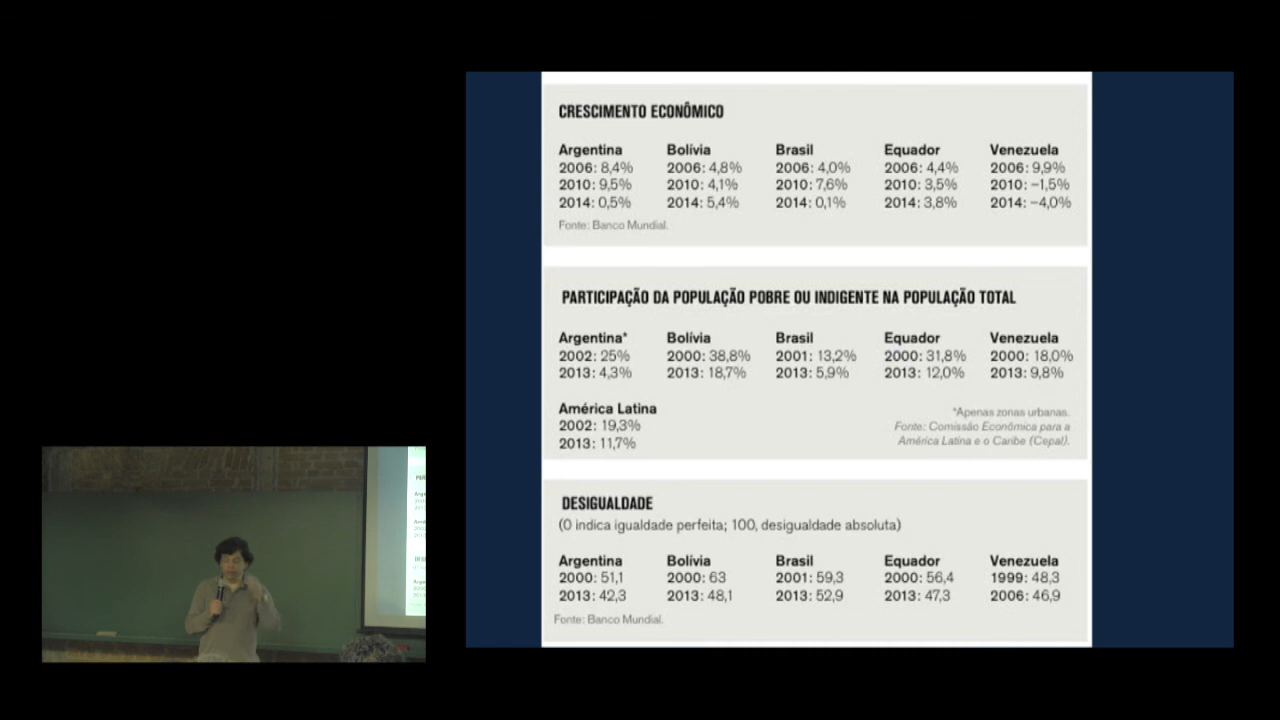 CRESCIMENTO ECONÔMICO
Argentina Bolívia Brasil Equador Venezuela
2006: 8,4% 2006: 4,8% 2006: 4,0% 2006: 4,4% 2006: 9,9%
2010: 9,5% 2010: 4,1% 2010: 7,6% 2010: 3,5% 2010: –1,5%
2014: 0,5% 2014: 5,4% 2014: 0,1% 2014: 3,8% 2014: –4,0%
Fonte: Banco Mundial.
PARTICIPAÇÃO DA POPULAÇÃO POBRE OU INDIGENTE NA POPULAÇÃO TOTAL
Argentina* Bolívia Brasil Equador Venezuela
2002: 25% 2000: 38,8% 2001: 13,2% 2000: 31,8% 2000: 18,0%
2013: 4,3% 2013: 18,7% 2013: 5,9% 2013: 12,0% 2013: 9,8%
América Latina
2002: 19,3%
2013: 11,7%
*Apenas zonas urbanas.
Fonte: Comissão Econômica para a
América Latina e o Caribe (Cepal).
DESIGUALDADE
(0 indica igualdade perfeita; 100, desigualdade absoluta)
Argentina Bolívia Brasil Equador Venezuela
2000: 51,1 2000: 63 2001: 59,3 2000: 56,4 1999: 48,3
2013: 42,3 2013: 48,1 2013: 52,9 2013: 47,3 2006: 46,9
Fonte: Banco Mundial.